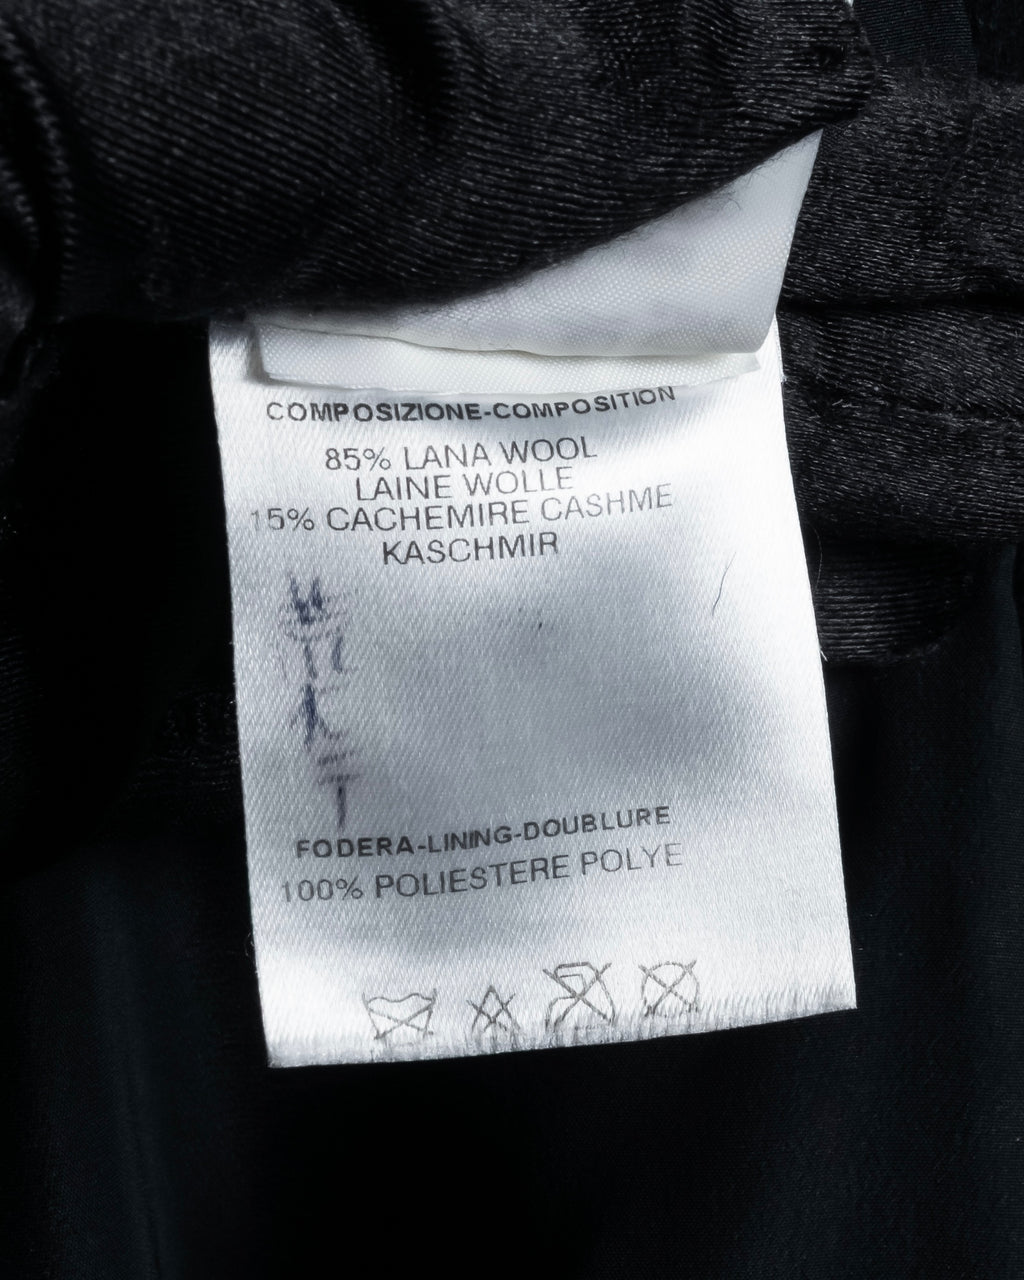 COMPOSIZIONE-COMPOSITION
85% LANA WOOL
LAINE WOLLE
15% CACHEMIRE CASHME
KASCHMIR
FODERA-LINING-DOUBLURE
100% POLIESTERE POLYE